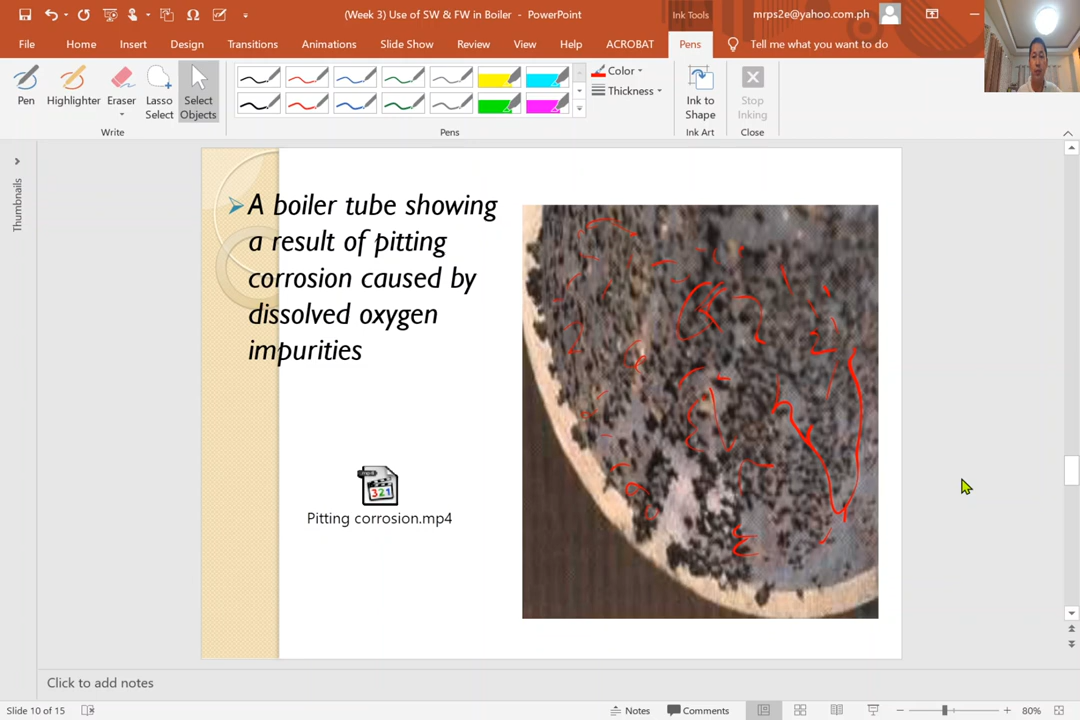 (Week 3) Use of SW & FW in Boiler - PowerPoint
Ink Tools
mrps2e@yahoo.com.ph
File Home Insert Design Transitions Animations Slide Show Review View Help ACROBAT Pens Tell me what you want to do
Pen
Highlighter
Eraser
Lasso
Select
Select
Objects
Color
Thickness
Ink to
Shape
Stop
Inking
Write
Pens
Ink Art
Close
Thumbnails
A boiler tube showing
a result of pitting
corrosion caused by
dissolved oxygen
impurities
321
Pitting corrosion.mp4
Click to add notes
Slide 10 of 15
Notes
Comments
80%